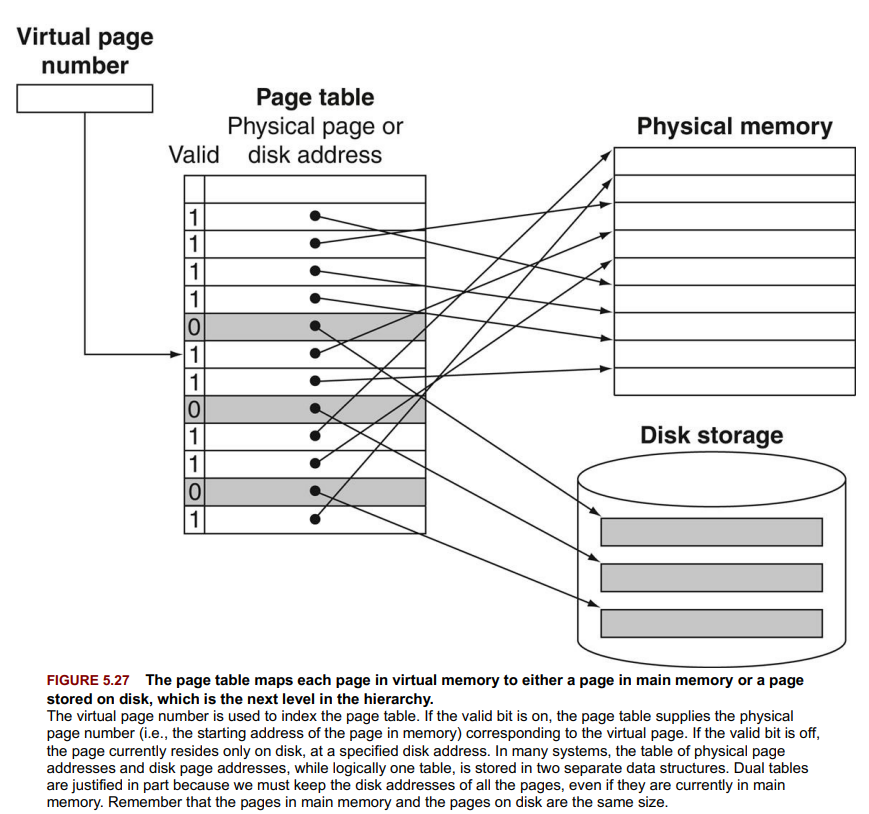 Virtual page
number
Page table
Physical page or
Valid disk address
Physical memory
1
1
1
1
0
1
1
0
1
1
0
1
Disk storage
FIGURE 5.27 The page table maps each page in virtual memory to either a page in main memory or a page
stored on disk, which is the next level in the hierarchy.
The virtual page number is used to index the page table. If the valid bit is on, the page table supplies the physical
page number (i.e., the starting address of the page in memory) corresponding to the virtual page. If the valid bit is off,
the page currently resides only on disk, at a specified disk address. In many systems, the table of physical page
addresses and disk page addresses, while logically one table, is stored in two separate data structures. Dual tables
are justified in part because we must keep the disk addresses of all the pages, even if they are currently in main
memory. Remember that the pages in main memory and the pages on disk are the same size.